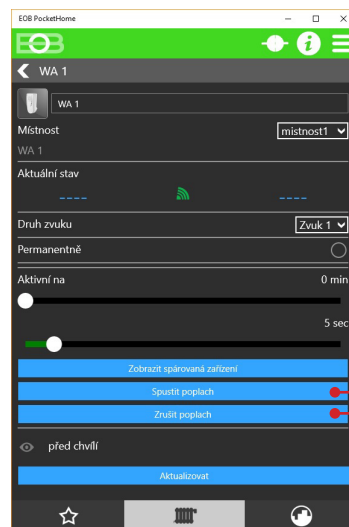 EOB PocketHome
EOB
WA 1
WA 1
Místnost mistnost1
WA 1
Aktuální stav
---- ----
Druh zvuku Zvuk 1
Permanentně
Aktivní na 0 min
5 sec
Zobrazit spárovaná zařízení
Spustit poplach
Zrušit poplach
před chvílí
Aktualizovat